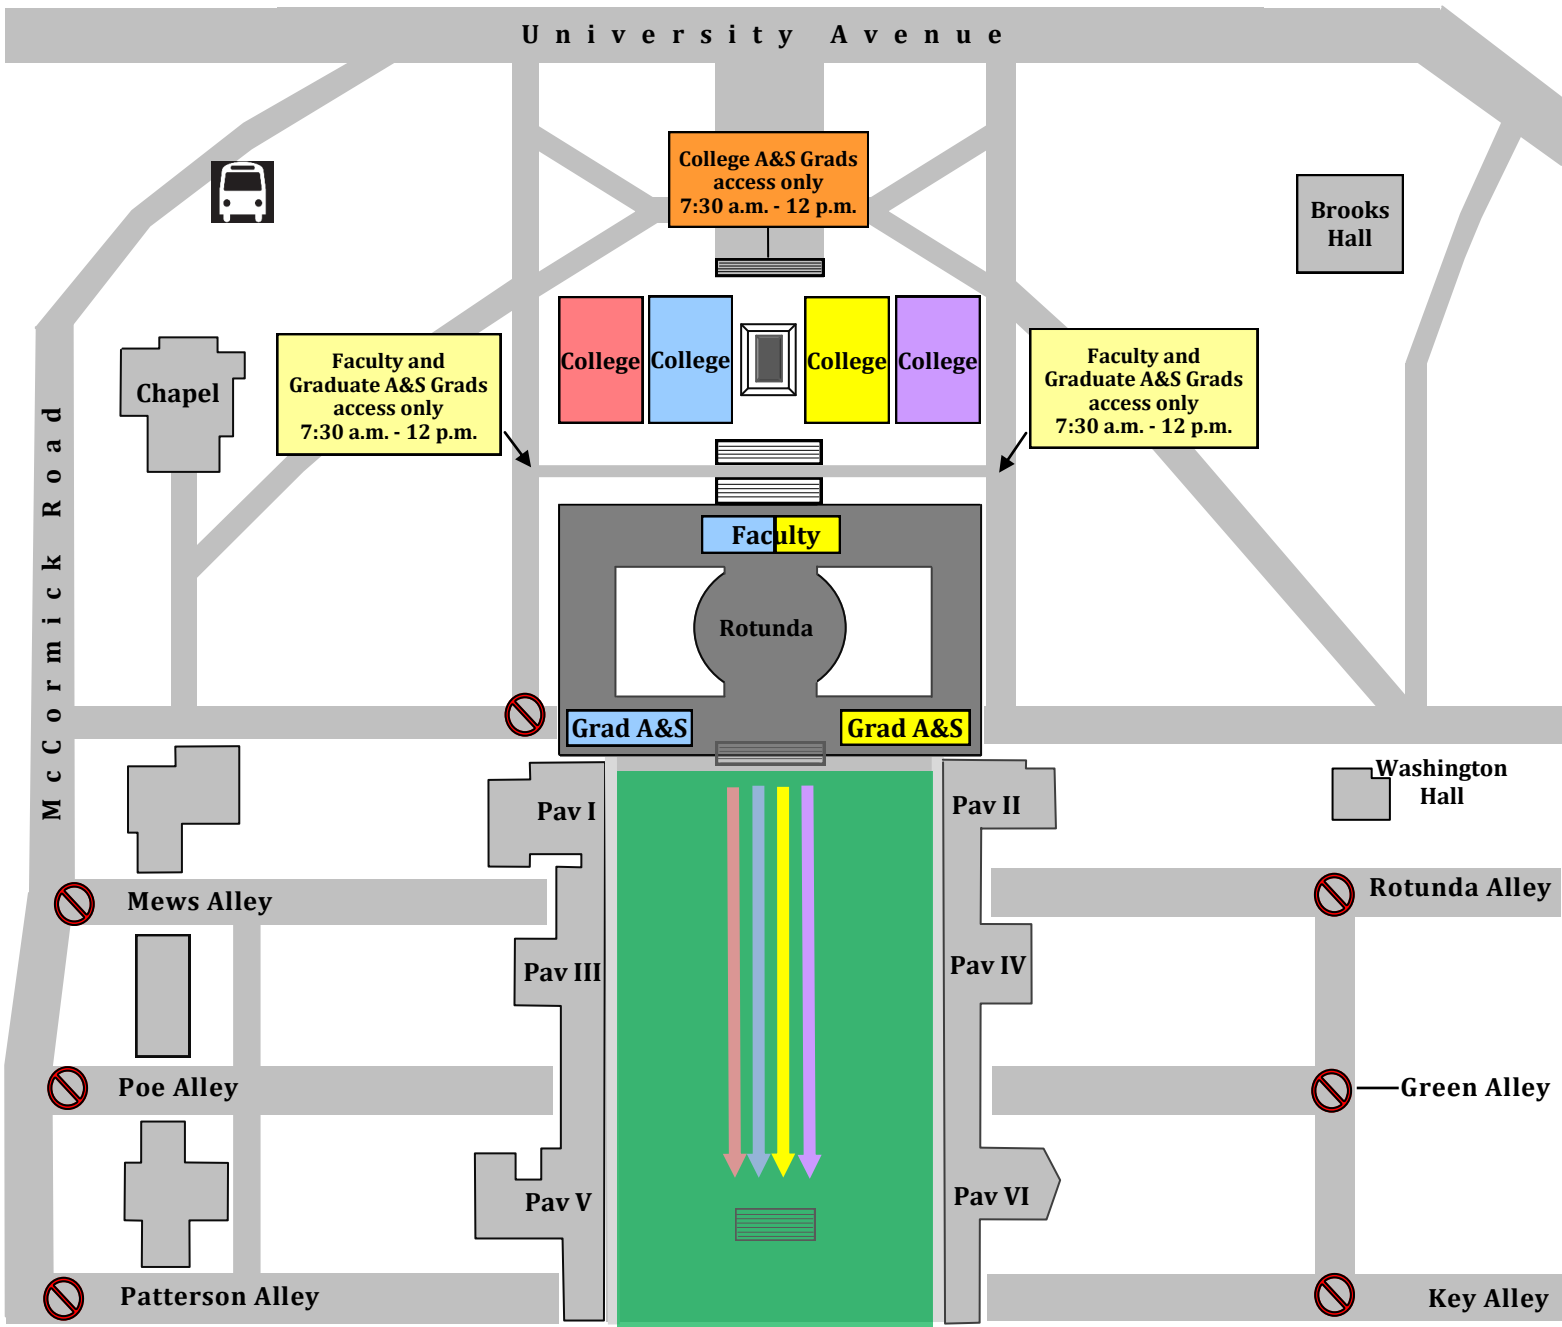 University Avenue
College A&S Grads
access only
7:30 a.m. - 12 p.m.
Brooks
Hall
Faculty and
Graduate A&S Grads
access only
7:30 a.m. - 12 p.m.
College
College
College
College
Faculty and
Graduate A&S Grads
access only
7:30 a.m. - 12 p.m.
Chapel
McCormick Road
Faculty
Rotunda
Grad A&S
Grad A&S
Pav I
Pav II
Washington
Hall
Mews Alley
Rotunda Alley
Pav III
Pav IV
Poe Alley
Green Alley
Pav V
Pav VI
Patterson Alley
Key Alley